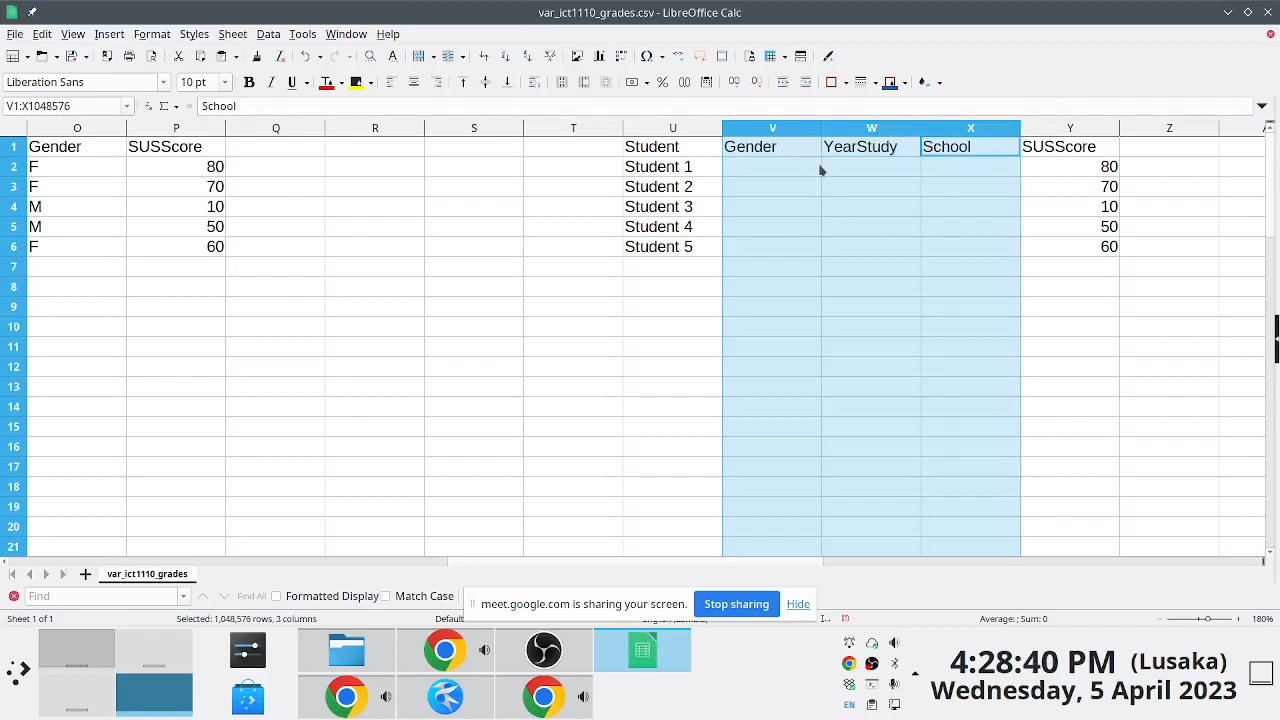 var_ict1110_grades.csv - LibreOffice Calc
File Edit View Insert Format Styles Sheet Data Tools Window Help
Liberation Sans 10 pt
V1:X1048576 School
O P Q R S T U V W X Y Z
1 Gender SUSScore Student Gender YearStudy School SUSScore
2 F 80 Student 1 80
3 F 70 Student 2 70
4 M 10 Student 3 10
5 M 50 Student 4 50
6 F 60 Student 5 60
7
8
9
10
11
12
13
14
15
16
17
18
19
20
21
var_ict1110_grades
Find Find All Formatted Display Match Case
meet.google.com is sharing your screen. Stop sharing Hide
Sheet 1 of 1 Selected: 1,048,576 rows, 3 columns Default Average: ; Sum: 0 180%
4:28:40 PM (Lusaka)
Wednesday, 5 April 2023
EN